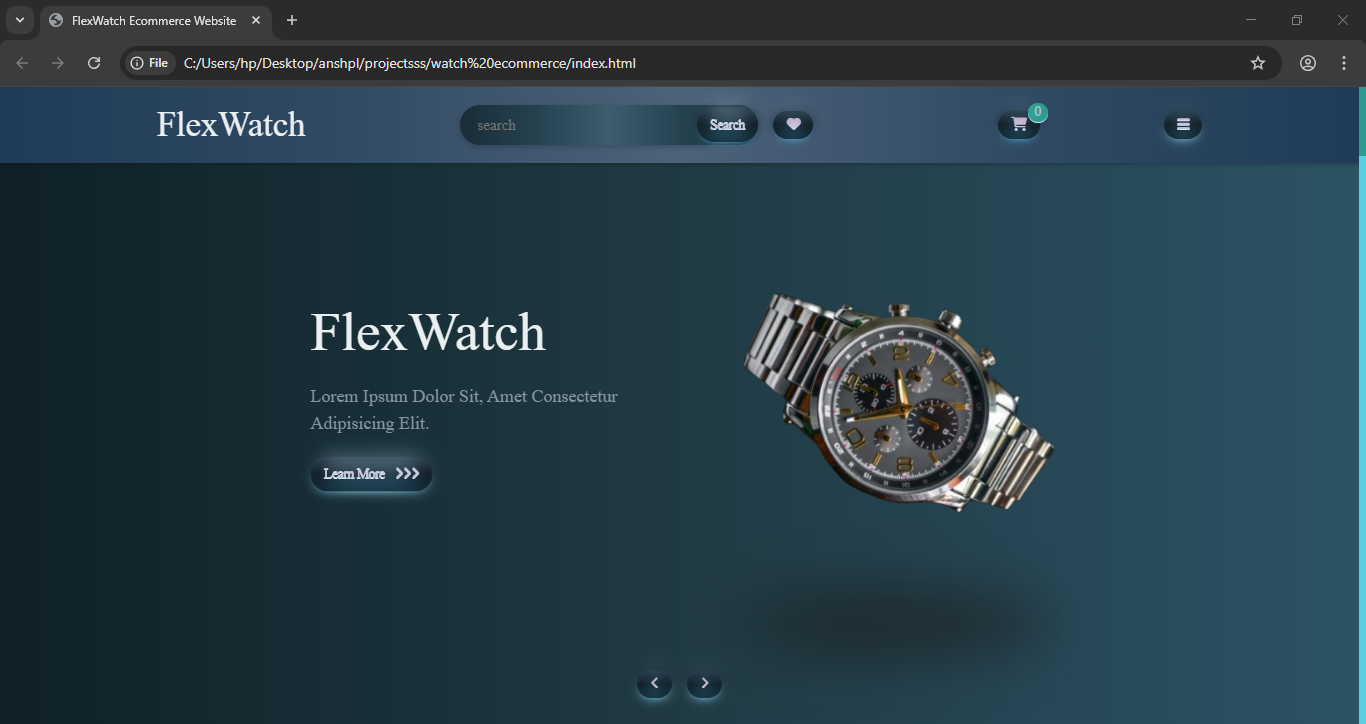 FlexWatch Ecommerce Website
File
C:/Users/hp/Desktop/anshpl/projectsss/watch%20ecommerce/index.html
FlexWatch
search
Search
0
FlexWatch
Lorem Ipsum Dolor Sit, Amet Consectetur
Adipisicing Elit.
Learn More